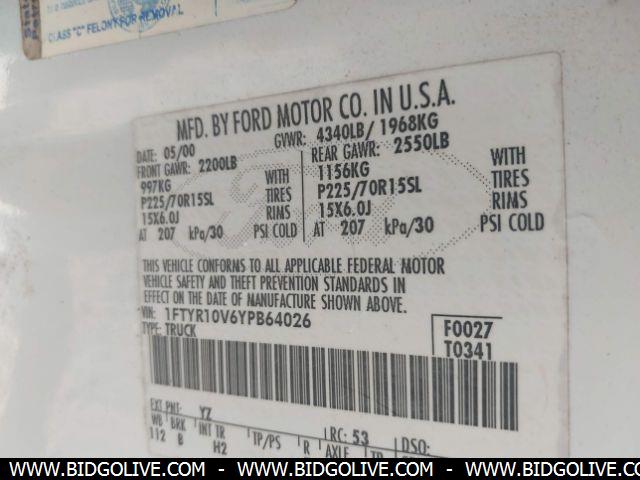 CLASS "C" FELONY FOR REMOVAL
MFD. BY FORD MOTOR CO. IN U.S.A.
DATE: 05/00 GVWR: 4340LB/ 1968KG
FRONT GAWR: 2200LB REAR GAWR: 2550LB
997KG WITH 1156KG WITH
P225/70R15SL TIRES P225/70R15SL TIRES
15X6.0J RIMS 15X6.0J RIMS
AT 207 kPa/30 PSI COLD AT 207 kPa/30 PSI COLD
THIS VEHICLE CONFORMS TO ALL APPLICABLE FEDERAL MOTOR
VEHICLE SAFETY AND THEFT PREVENTION STANDARDS IN
EFFECT ON THE DATE OF MANUFACTURE SHOWN ABOVE.
VIN: 1FTYR10V6YPB64026 F0027
TYPE: TRUCK T0341
EXT PNT: YZ RC: 53 DSO:
WB BRK INT TR TP/PS R AXLE TR
112 B H2
WWW.BIDGOLIVE.COM - WWW.BIDGOLIVE.COM - WWW.BIDGOLIVE.COM